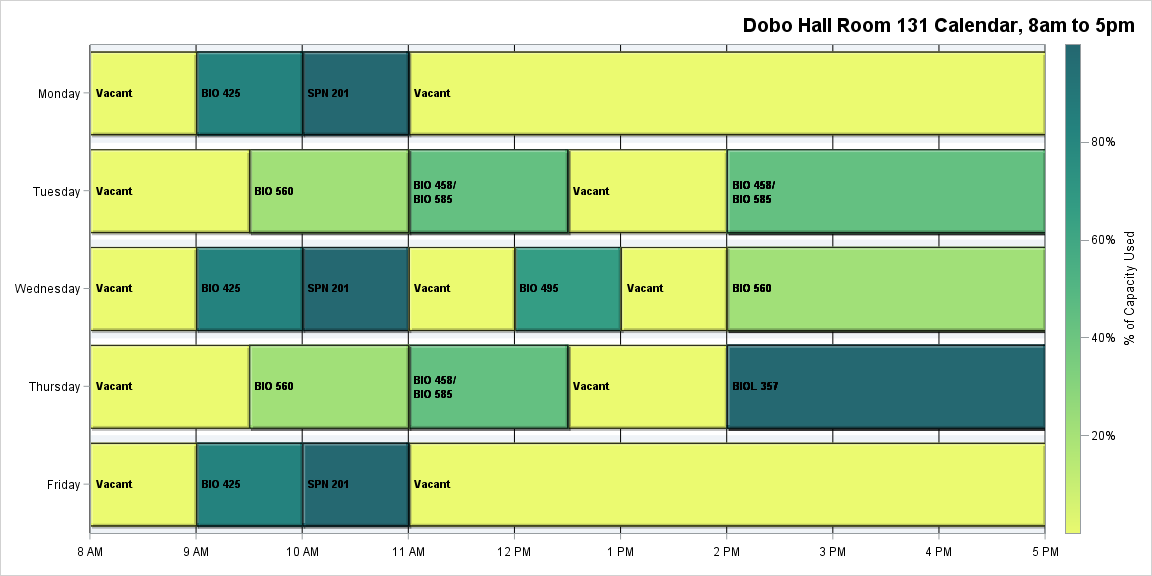 Dobo Hall Room 131 Calendar, 8am to 5pm
Monday
Vacant
BIO 425
SPN 201
Vacant
Tuesday
Vacant
BIO 560
BIO 458/
BIO 585
Vacant
BIO 458/
BIO 585
Wednesday
Vacant
BIO 425
SPN 201
Vacant
BIO 495
Vacant
BIO 560
Thursday
Vacant
BIO 560
BIO 458/
BIO 585
Vacant
BIOL 357
Friday
Vacant
BIO 425
SPN 201
Vacant
8 AM
9 AM
10 AM
11 AM
12 PM
1 PM
2 PM
3 PM
4 PM
5 PM
80%
60%
40%
20%
% of Capacity Used